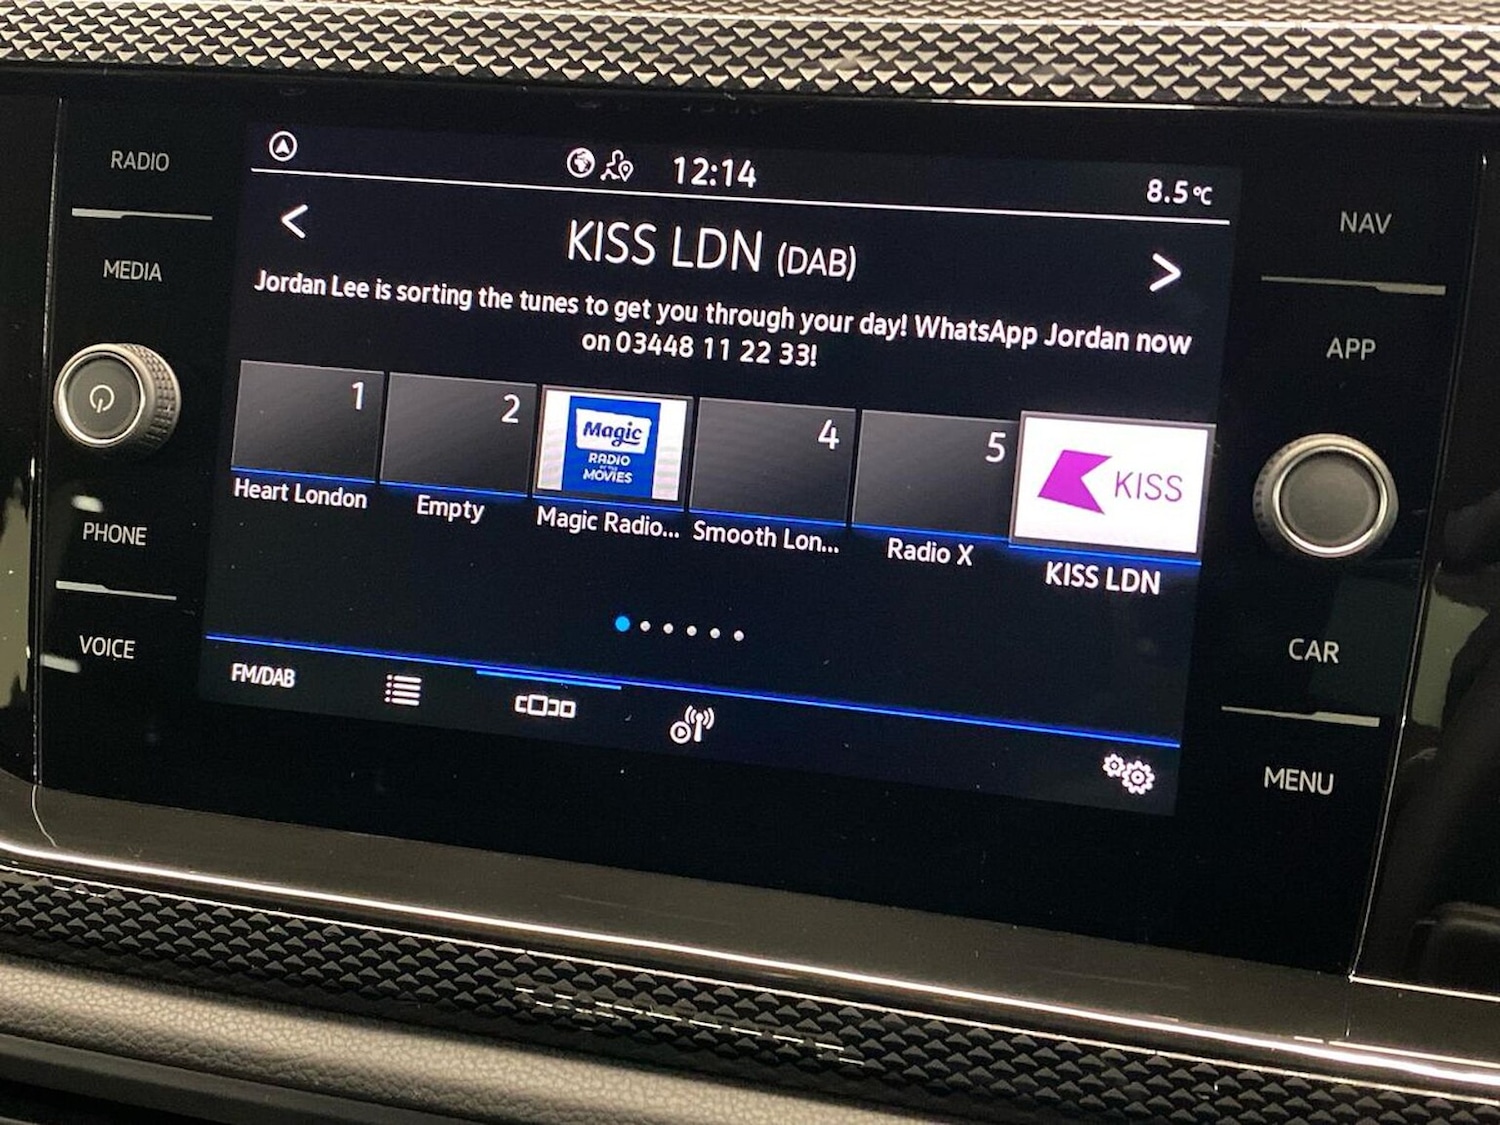 RADIO
MEDIA
PHONE
VOICE
12:14
8.5°C
KISS LDN (DAB)
Jordan Lee is sorting the tunes to get you through your day! WhatsApp Jordan now
on 03448 11 22 33!
1
2
Magic
RADIO
AT THE
MOVIES
4
5
KISS
Heart London
Empty
Magic Radio...
Smooth Lon...
Radio X
KISS LDN
FM/DAB
NAV
APP
CAR
MENU